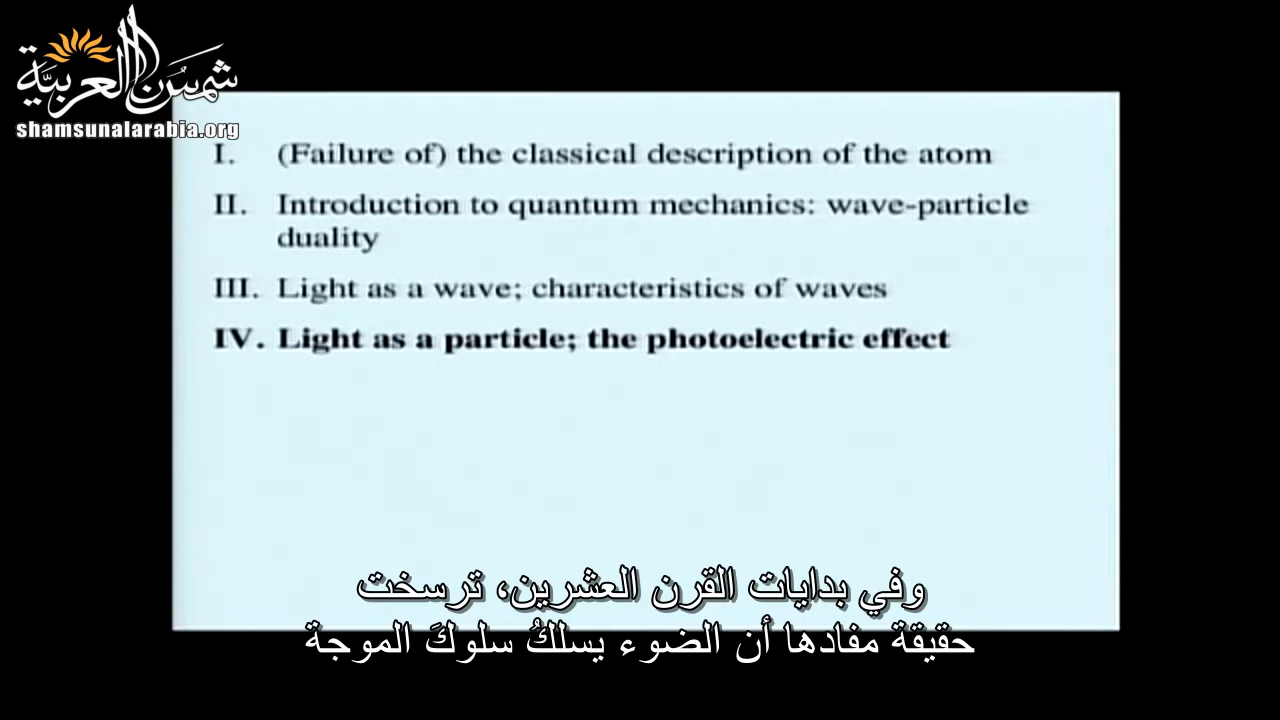 شمسُ العربيّة
shamsunalarabia.org
I. (Failure of) the classical description of the atom
II. Introduction to quantum mechanics: wave-particle
duality
III. Light as a wave; characteristics of waves
IV. Light as a particle; the photoelectric effect
وفي بدايات القرن العشرين، ترسخت
حقيقة مفادها أن الضوء يسلكُ سلوكَ الموجة